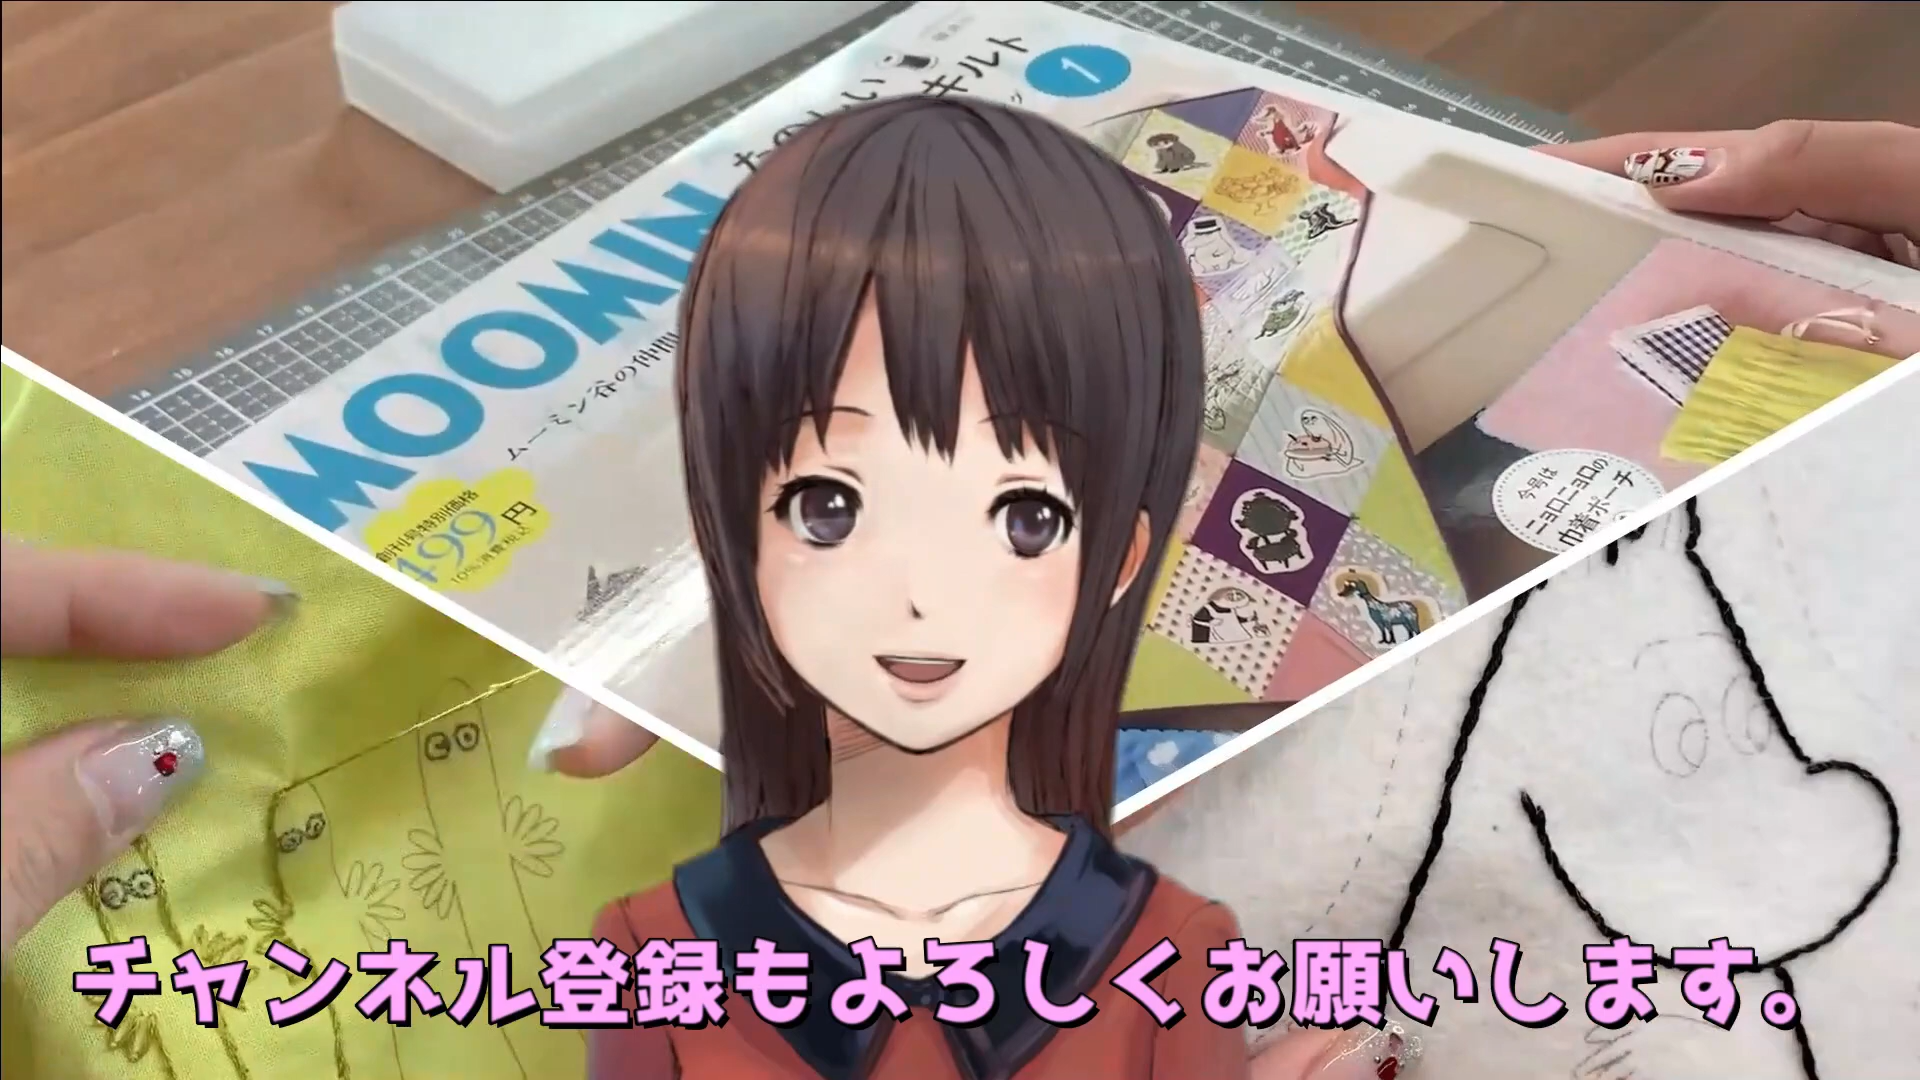 MOOMIN
たのしい
キルト
1
ムーミン谷の仲間
創刊号特別価格
499円
10%消費税込
今号は
ニョロニョロの
巾着ポーチ
チャンネル登録もよろしくお願いします。